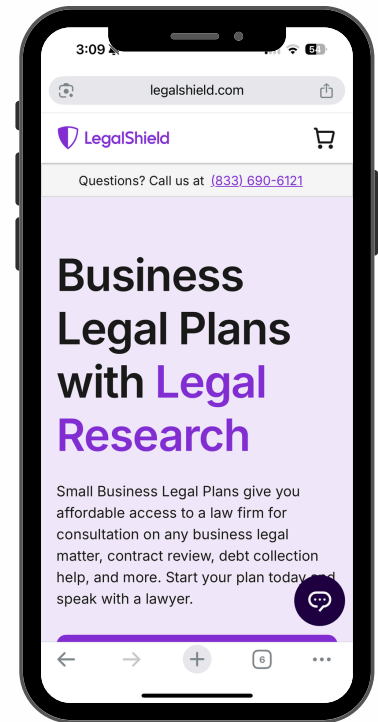 3:09
54
legalshield.com
LegalShield
Questions? Call us at (833) 690-6121
Business
Legal Plans
with Legal
Research
Small Business Legal Plans give you
affordable access to a law firm for
consultation on any business legal
matter, contract review, debt collection
help, and more. Start your plan today and
speak with a lawyer.
6